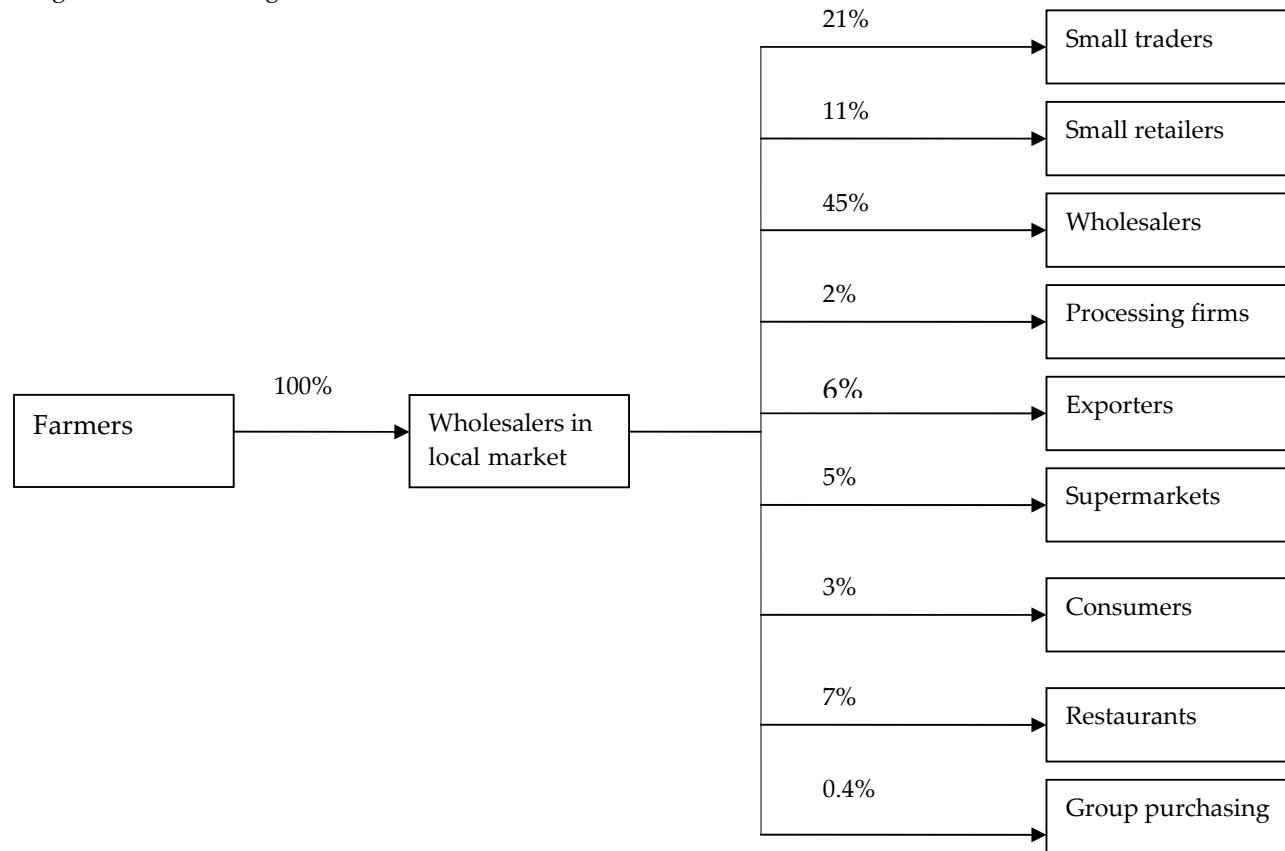 21%
Small traders
11%
Small retailers
45%
Wholesalers
2%
Processing firms
6%
Exporters
100%
Farmers
Wholesalers in
local market
5%
Supermarkets
3%
Consumers
7%
Restaurants
0.4%
Group purchasing